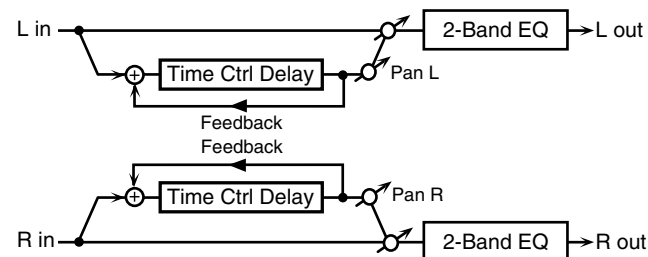 L in
2-Band EQ
L out
+
Time Ctrl Delay
Pan L
Feedback
Feedback
+
Time Ctrl Delay
Pan R
R in
2-Band EQ
R out